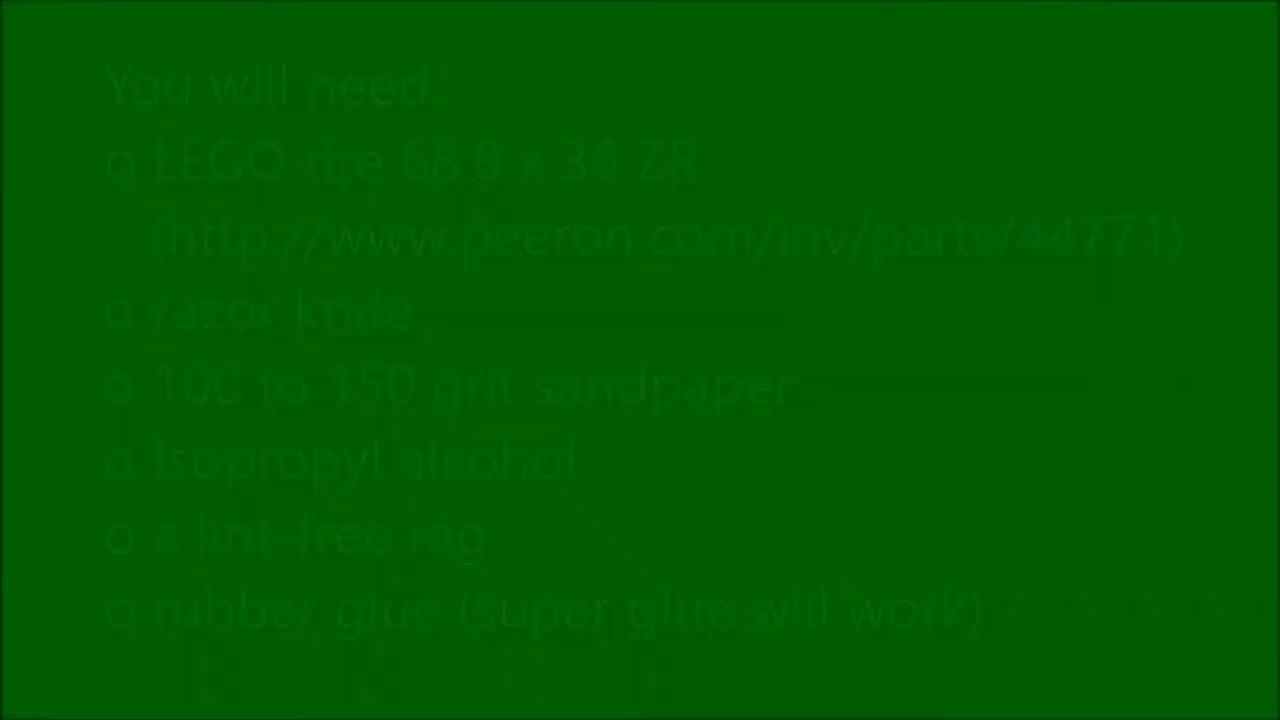 You will need
o LEGO tire 68.8 x 36 ZR
(http://www.peeron.com/inv/parts/44771)
o razor knife
o 100 to 150 grit sandpaper
o Isopropyl alcohol
o a lint-free rag
o rubber glue (super glue will work)